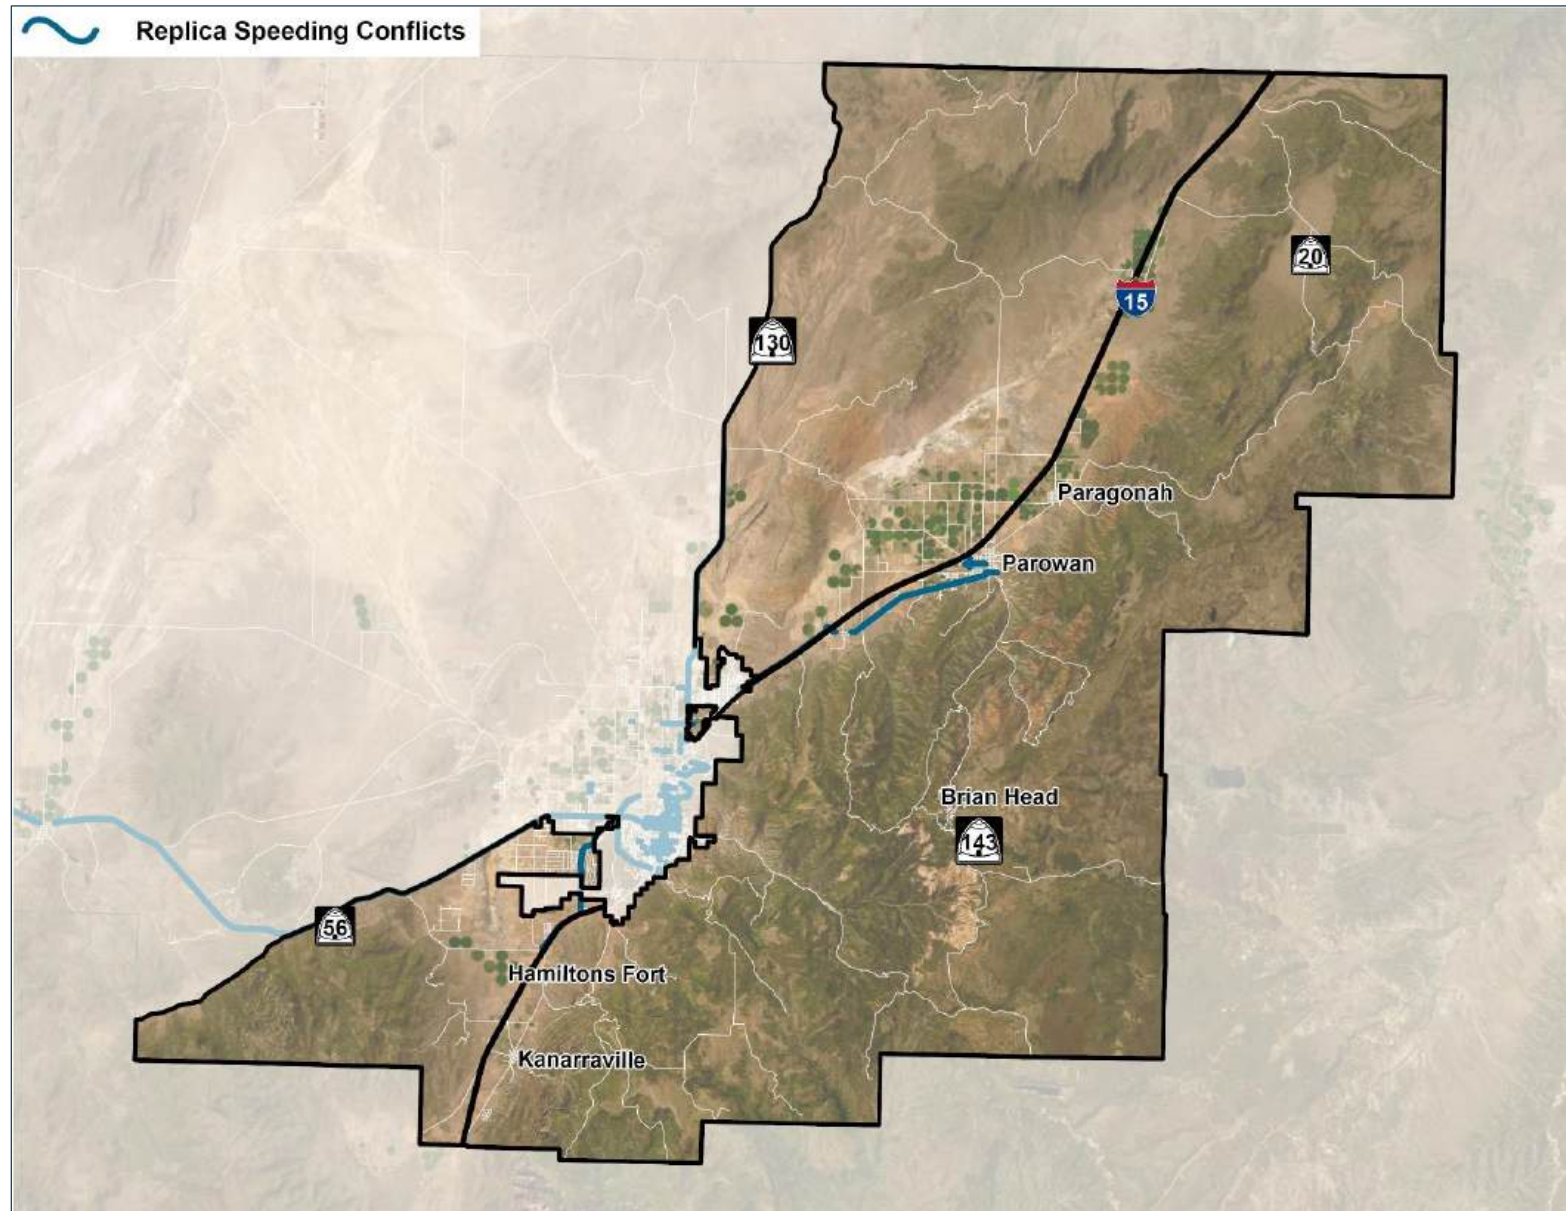 Replica Speeding Conflicts
20
15
130
Paragonah
Parowan
Brian Head
143
56
Hamiltons Fort
Kanarraville